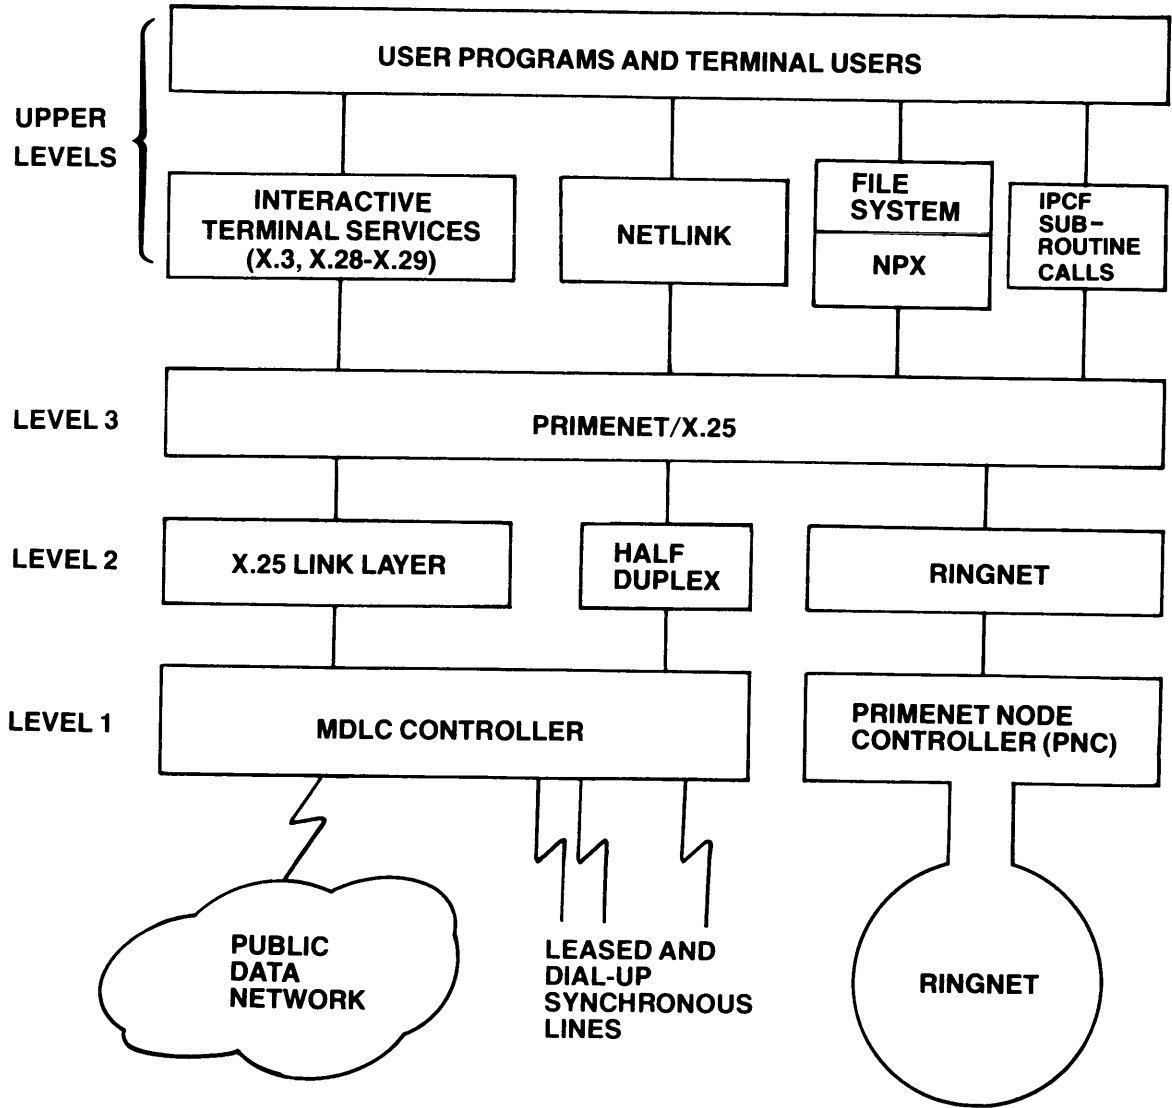 USER PROGRAMS AND TERMINAL USERS
UPPER
LEVELS
INTERACTIVE
TERMINAL SERVICES
(X.3, X.28-X.29)
NETLINK
FILE
SYSTEM
NPX
IPCF
SUB-
ROUTINE
CALLS
LEVEL 3
PRIMENET/X.25
LEVEL 2
X.25 LINK LAYER
HALF
DUPLEX
RINGNET
LEVEL 1
MDLC CONTROLLER
PRIMENET NODE
CONTROLLER (PNC)
PUBLIC
DATA
NETWORK
LEASED AND
DIAL-UP
SYNCHRONOUS
LINES
RINGNET